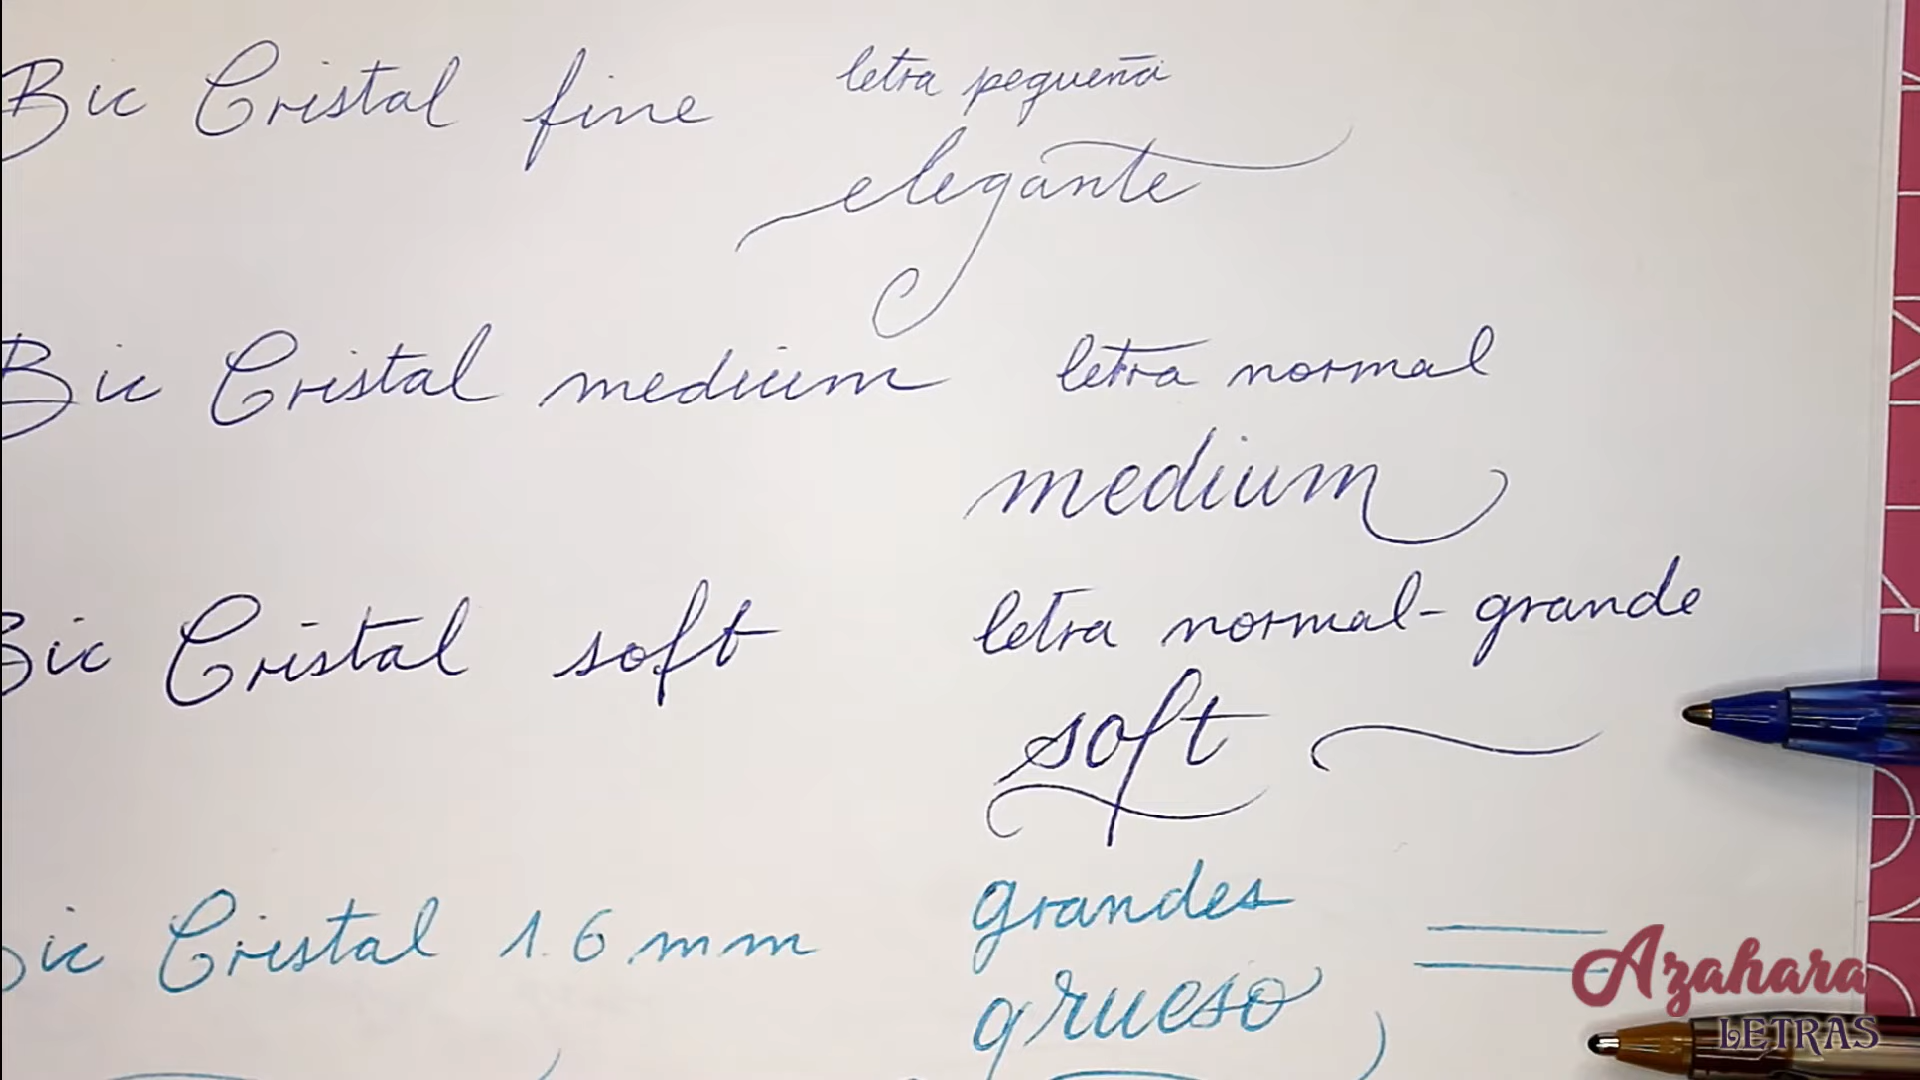 Bic Cristal fine letra pequeña
elegante
Bic Cristal medium letra normal
medium
Bic Cristal soft letra normal-grande
soft
Bic Cristal 1.6 mm grandes
grueso
Azahara
LETRAS